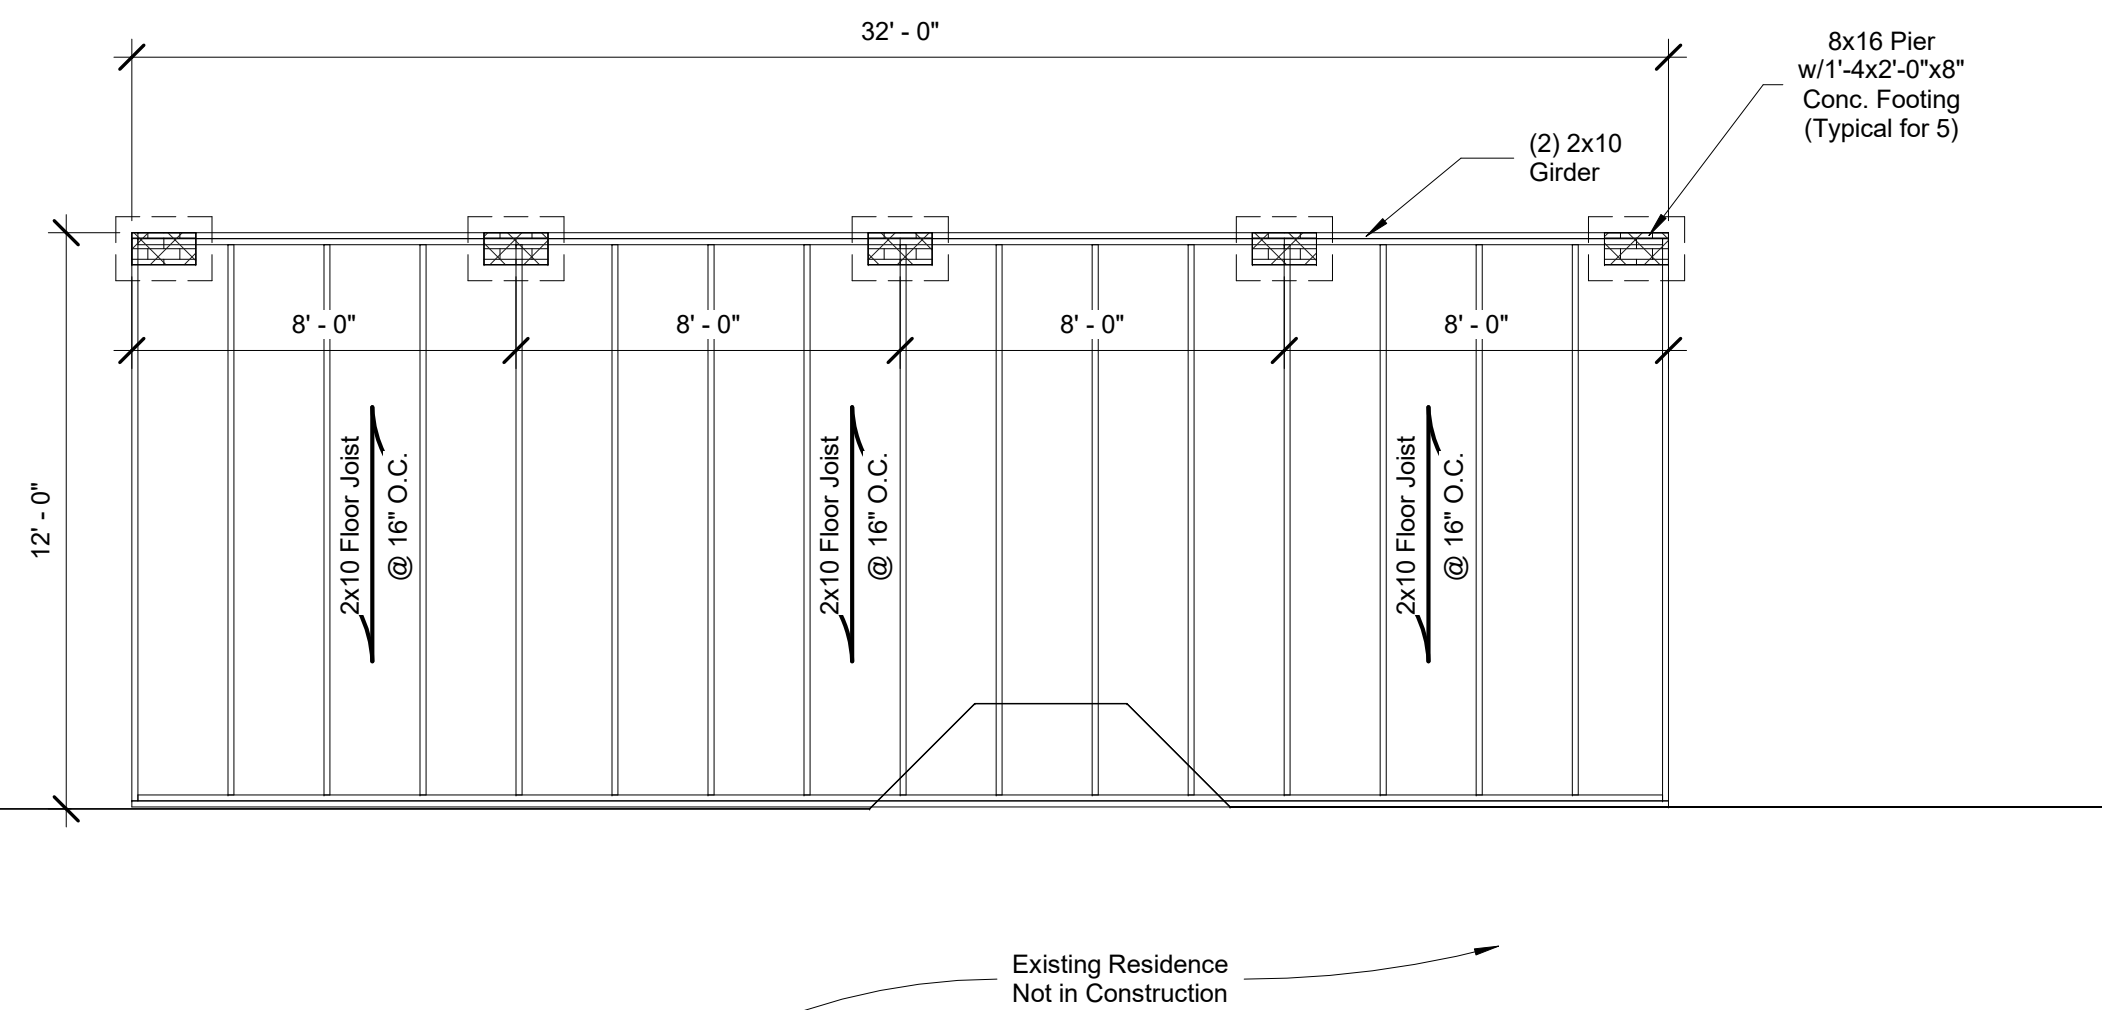 32' - 0"
8x16 Pier
w/1'-4x2'-0"x8"
Conc. Footing
(Typical for 5)
(2) 2x10
Girder
8' - 0"
8' - 0"
8' - 0"
8' - 0"
12' - 0"
2x10 Floor Joist
@ 16" O.C.
2x10 Floor Joist
@ 16" O.C.
2x10 Floor Joist
@ 16" O.C.
Existing Residence
Not in Construction